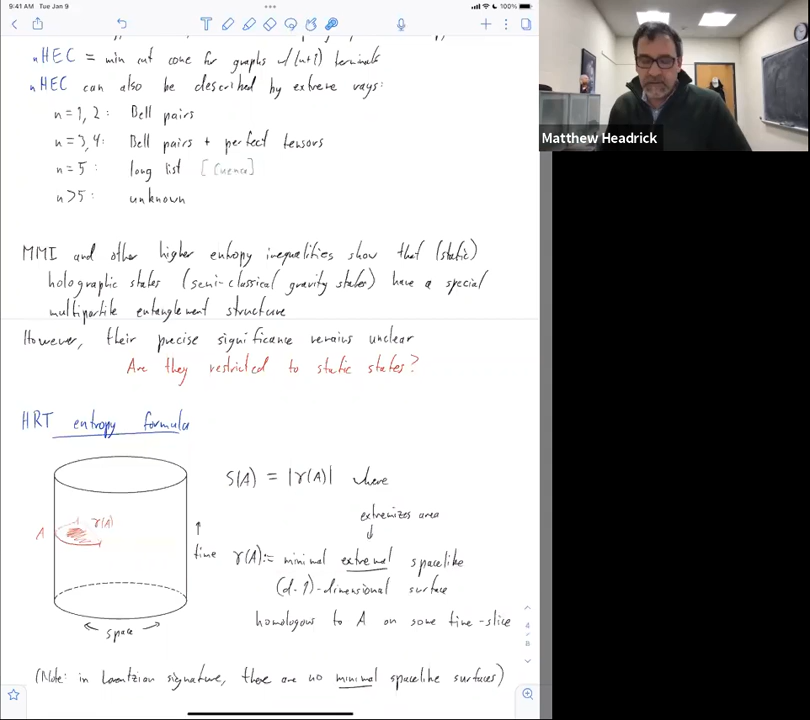 9:41 AM Tue Jan 9
100%
nHEC = min cut cone for graphs w/(n+1) terminals
nHEC can also be described by extreme rays:
n=1,2: Bell pairs
n=3,4: Bell pairs + perfect tensors
n=5: long list [Cuenca]
n>5: unknown
MMI and other higher entropy inequalities show that (static)
holographic states (semi-classical gravity states) have a special
multipartite entanglement structure
However, their precise significance remains unclear
Are they restricted to static states?
HRT entropy formula
S(A) = |γ(A)| where
extremizes area
A γ(A)
time
γ(A):= minimal extremal spacelike
(d-1)-dimensional surface
homologous to A on some time-slice
space
(Note: in Lorentzian signature, there are no minimal spacelike surfaces)
Matthew Headrick